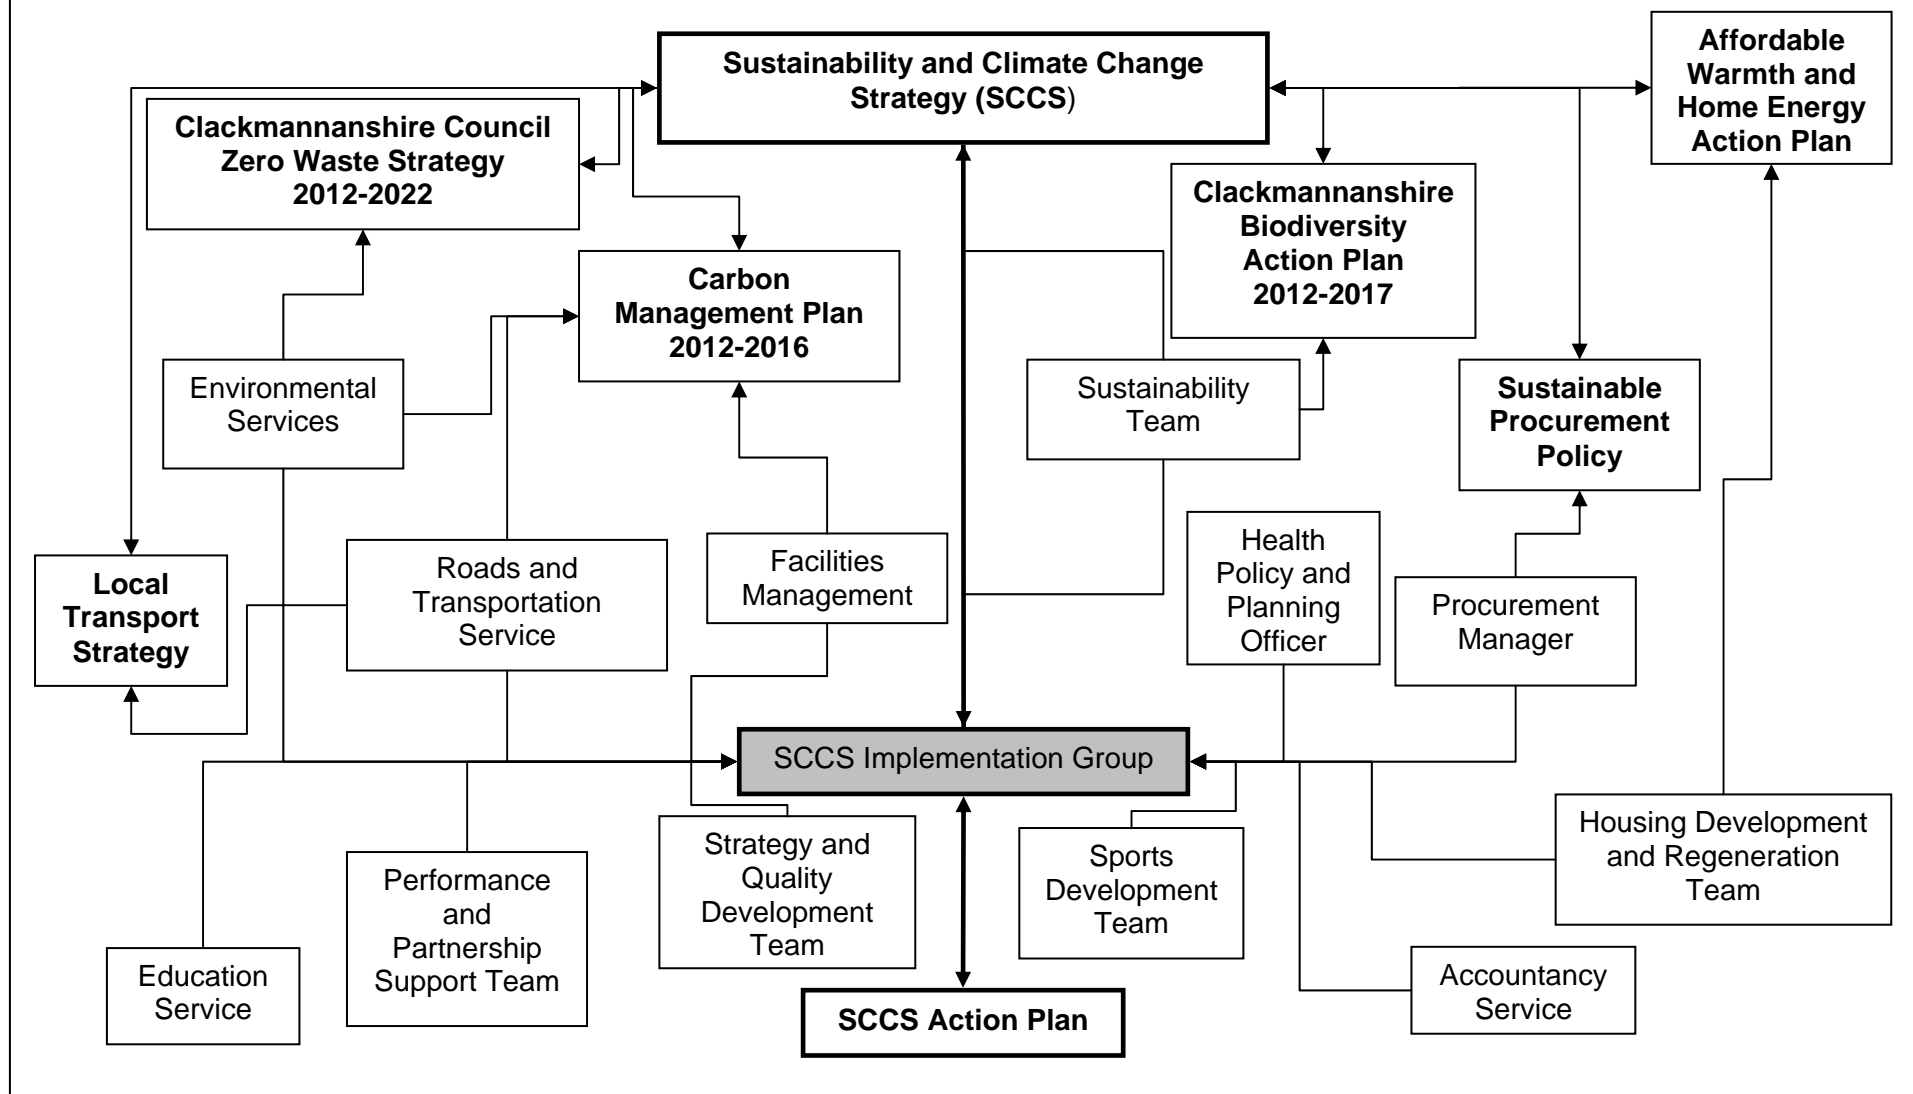 Sustainability and Climate Change
Strategy (SCCS)
Affordable
Warmth and
Home Energy
Action Plan
Clackmannanshire Council
Zero Waste Strategy
2012-2022
Clackmannanshire
Biodiversity
Action Plan
2012-2017
Carbon
Management Plan
2012-2016
Environmental
Services
Sustainability
Team
Sustainable
Procurement
Policy
Local
Transport
Strategy
Roads and
Transportation
Service
Facilities
Management
Health
Policy and
Planning
Officer
Procurement
Manager
SCCS Implementation Group
Education
Service
Performance
and
Partnership
Support Team
Strategy and
Quality
Development
Team
Sports
Development
Team
Housing Development
and Regeneration
Team
Accountancy
Service
SCCS Action Plan